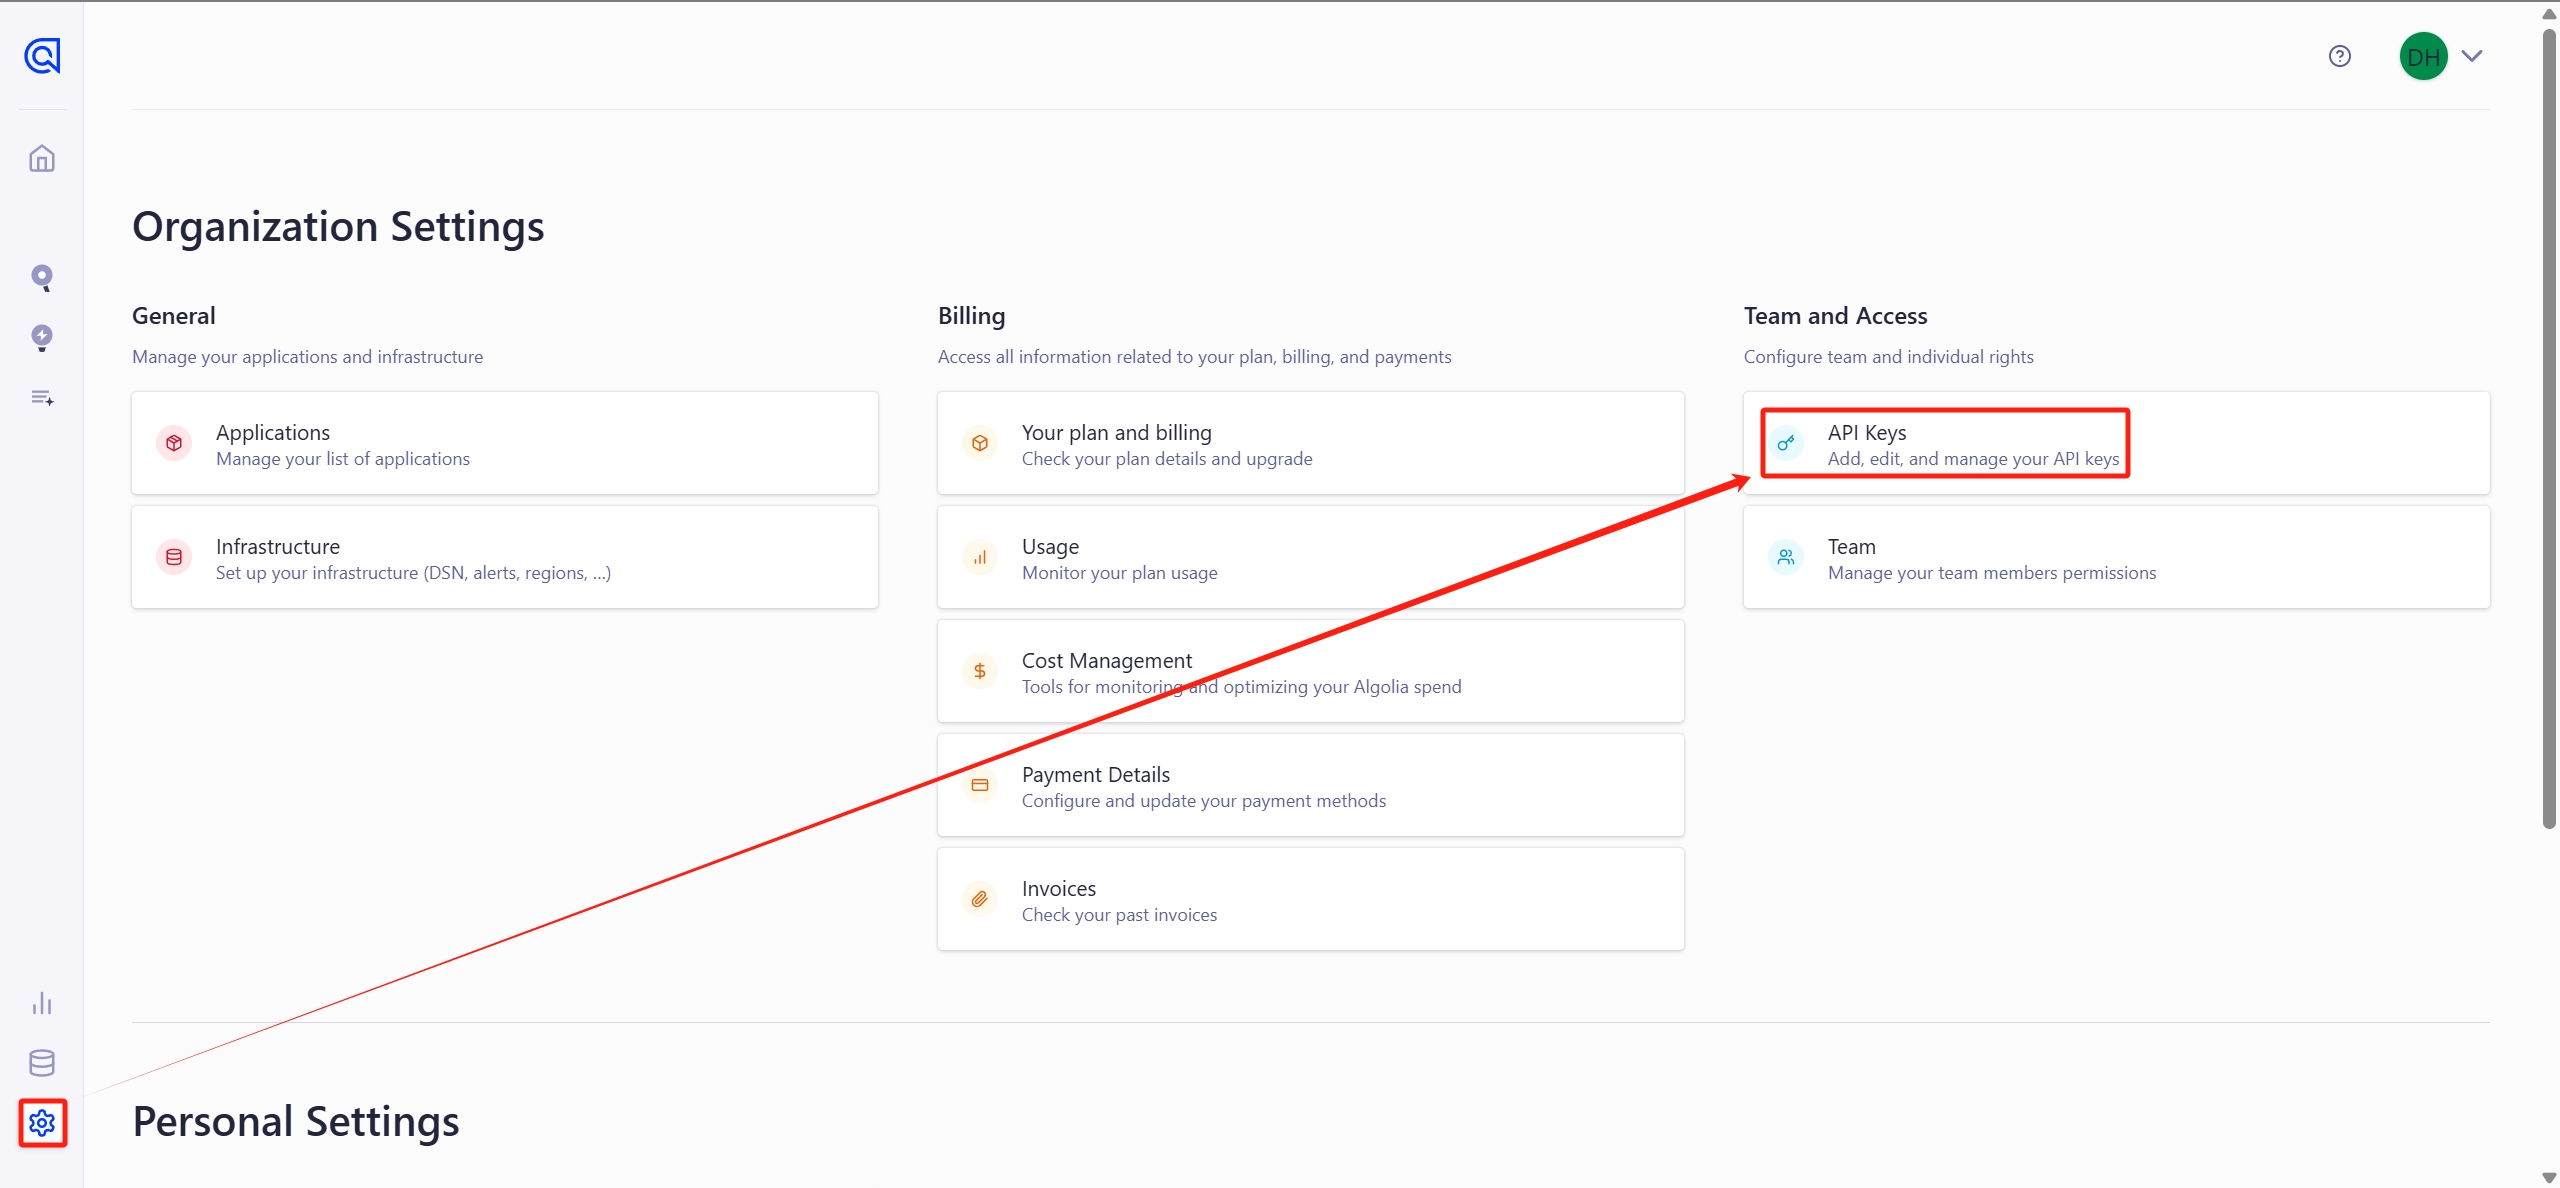 DH
Organization Settings
General
Manage your applications and infrastructure
Applications
Manage your list of applications
Infrastructure
Set up your infrastructure (DSN, alerts, regions, ...)
Billing
Access all information related to your plan, billing, and payments
Your plan and billing
Check your plan details and upgrade
Usage
Monitor your plan usage
Cost Management
Tools for monitoring and optimizing your Algolia spend
Payment Details
Configure and update your payment methods
Invoices
Check your past invoices
Team and Access
Configure team and individual rights
API Keys
Add, edit, and manage your API keys
Team
Manage your team members permissions
Personal Settings